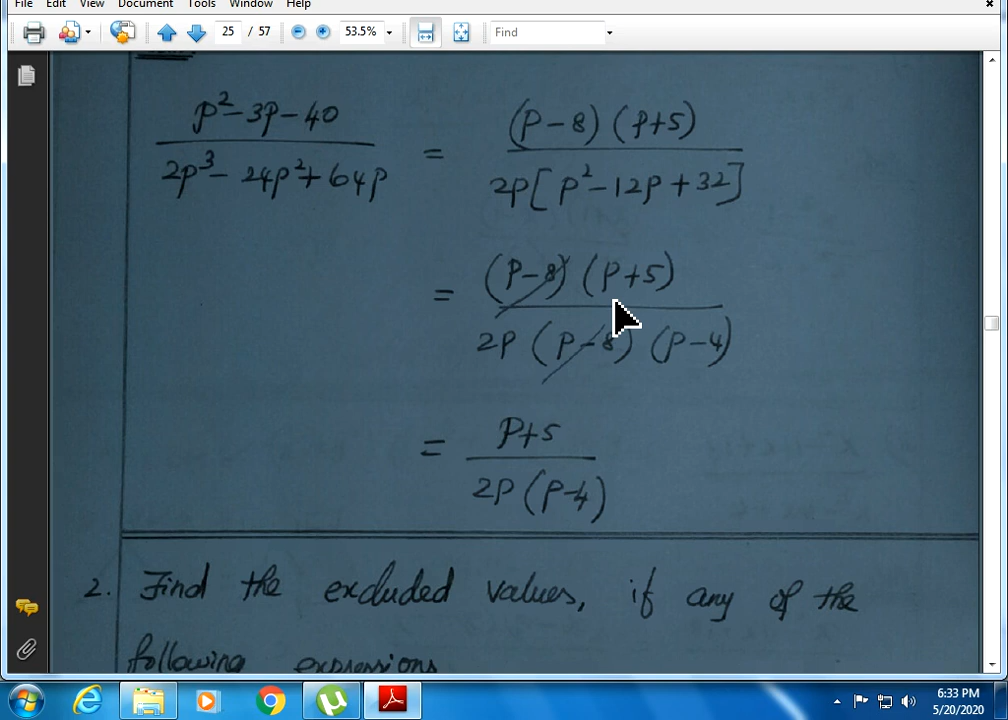 File Edit View Document Tools Window Help
25 / 57 53.5% Find
p² - 3p - 40 / 2p³ - 24p² + 64p = (p - 8) (p + 5) / 2p [p² - 12p + 32]
= (p - 8) (p + 5) / 2p (p - 8) (p - 4)
= p + 5 / 2p (p - 4)
2. Find the excluded values, if any of the
following expressions
6:33 PM
5/20/2020